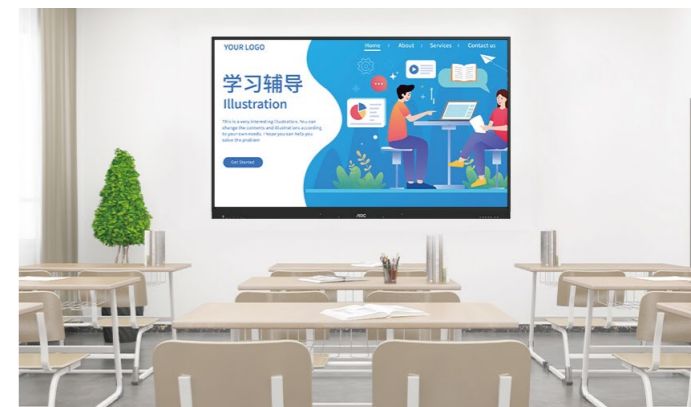 YOUR LOGO
Home
About
Services
Contact us
学习辅导
Illustration
This is a easy interesting illustration. You can
change the contents and illustrations according
to your own needs. I hope you can help you
solve the problem!
Get Started
AOC